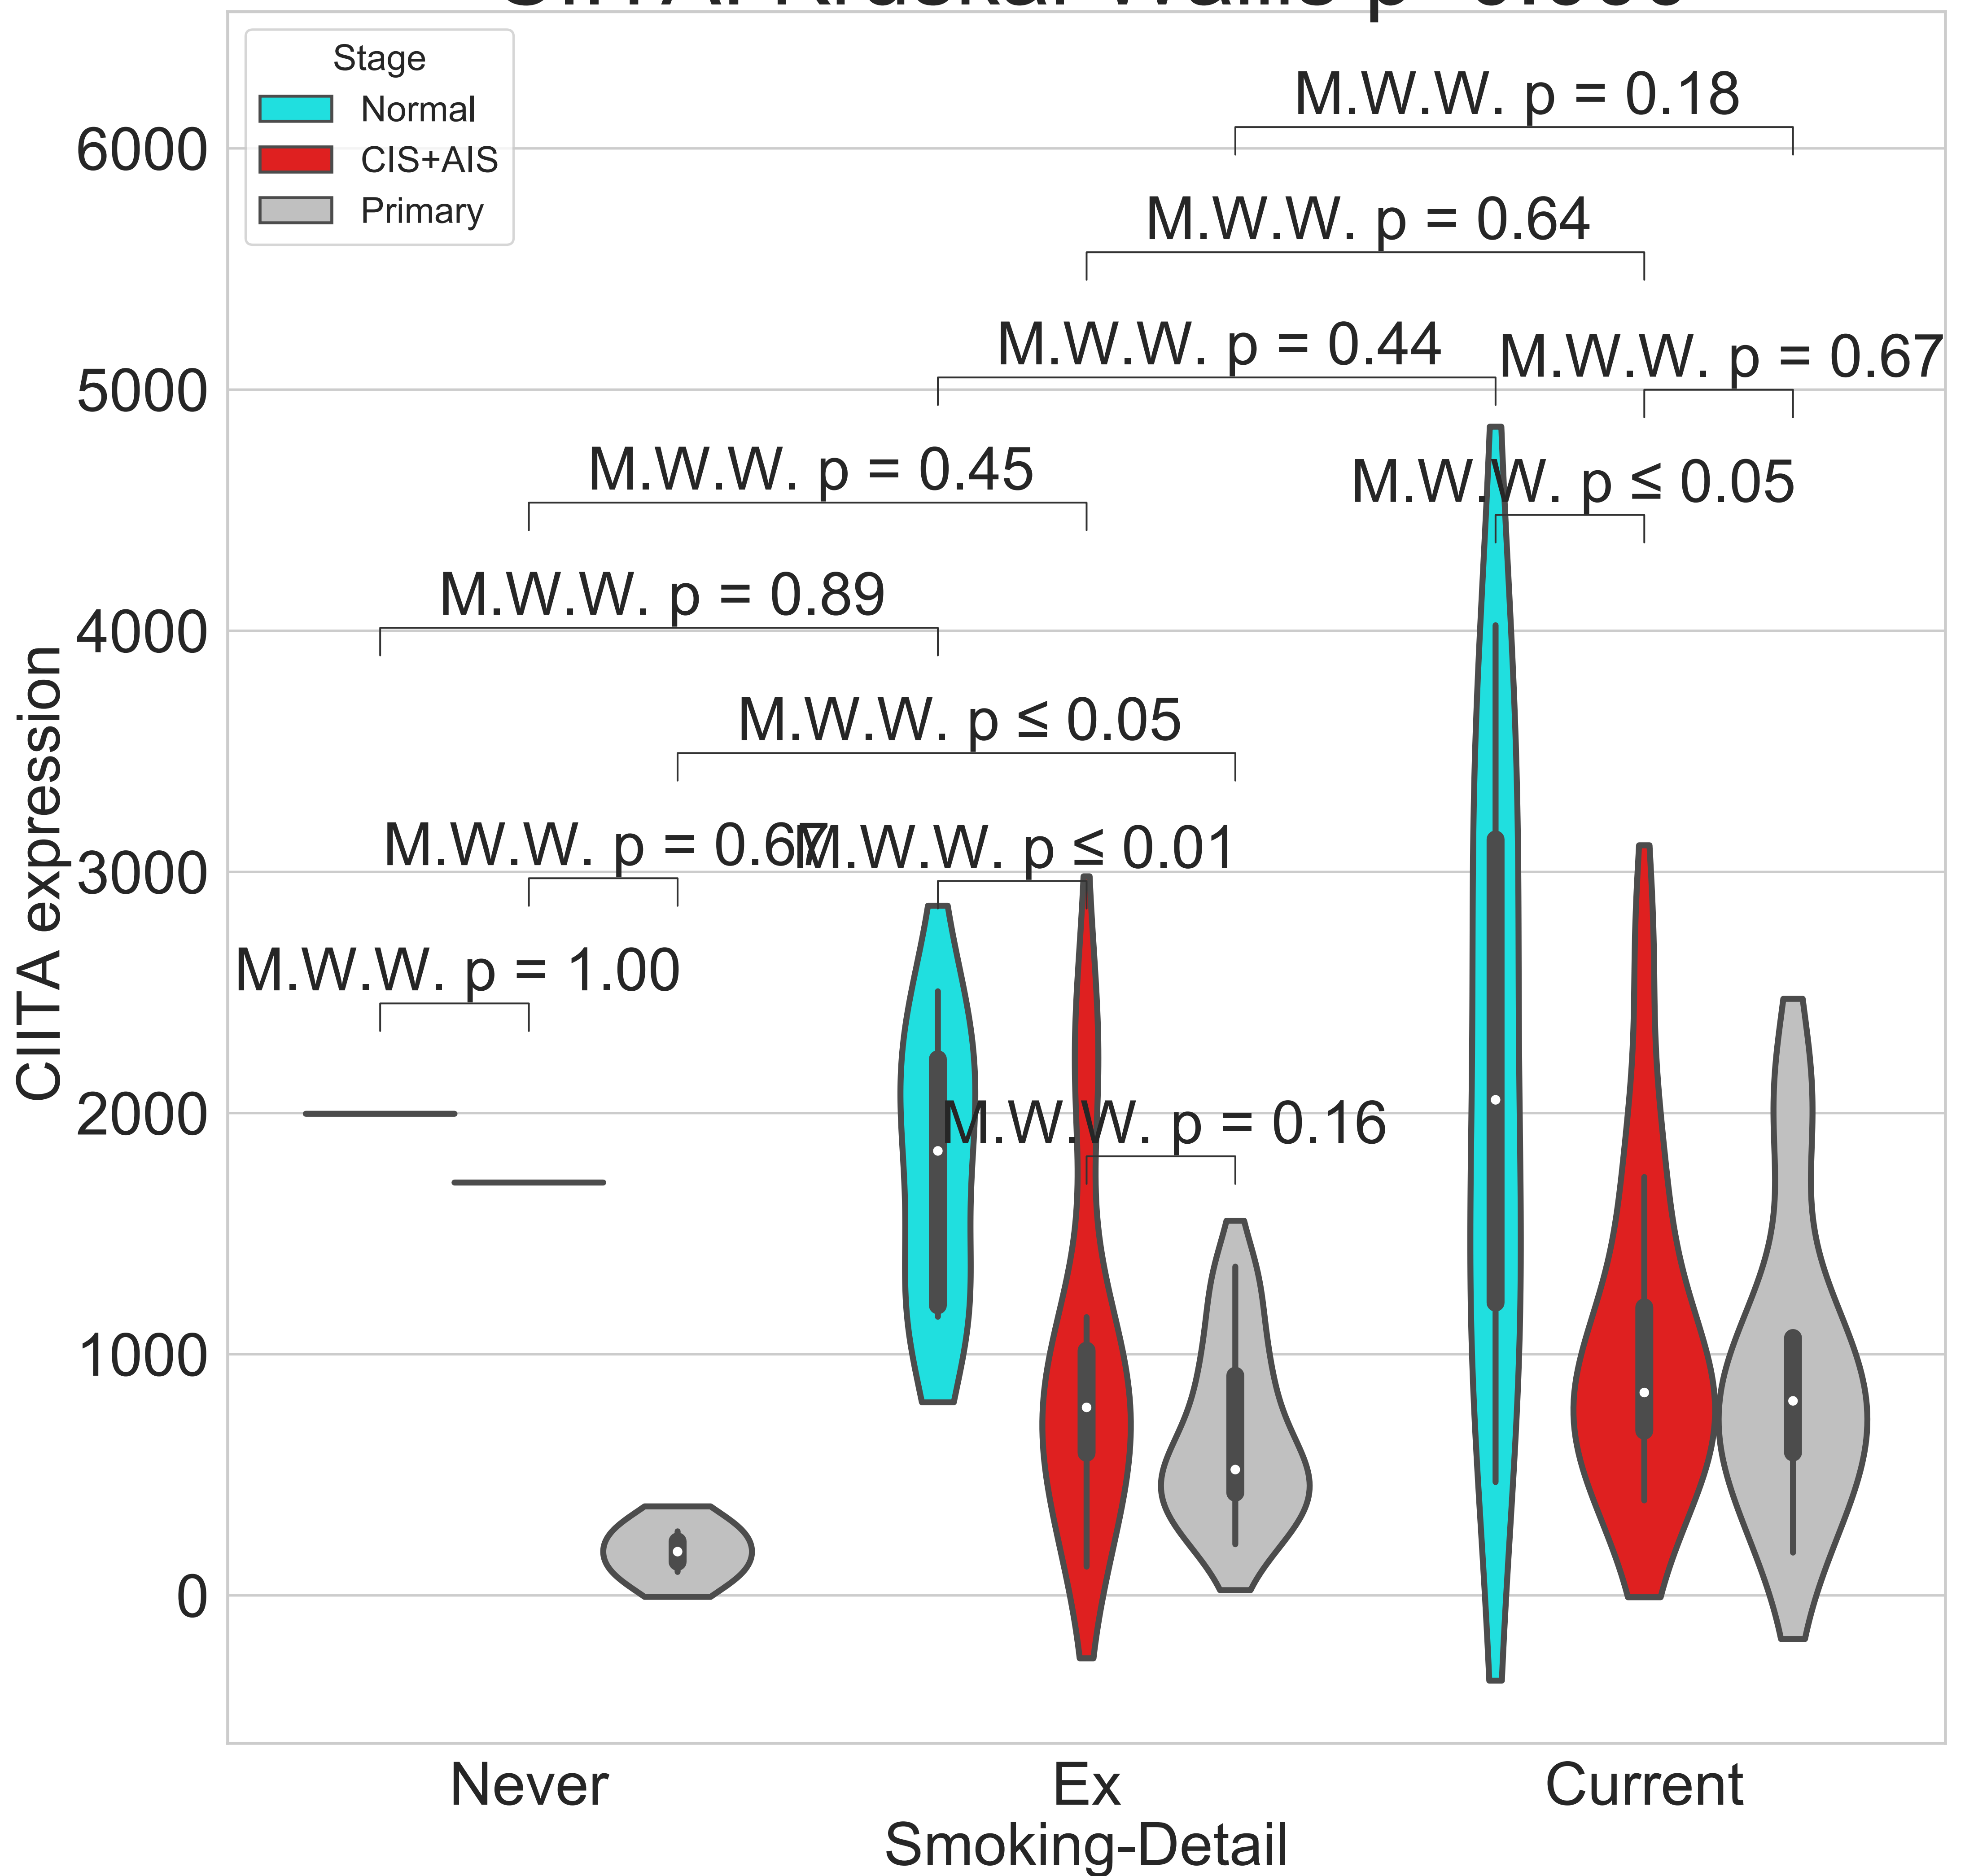 Stage
Normal
CIS+AIS
Primary
M.W.W. p = 0.18
M.W.W. p = 0.64
M.W.W. p = 0.44
M.W.W. p = 0.67
M.W.W. p = 0.45
M.W.W. p ≤ 0.05
M.W.W. p = 0.89
M.W.W. p ≤ 0.05
M.W.W. p = 0.67
M.W.W. p ≤ 0.01
M.W.W. p = 1.00
M.W.W. p = 0.16
6000
5000
4000
3000
2000
1000
0
CIITA expression
Never
Ex
Current
Smoking-Detail